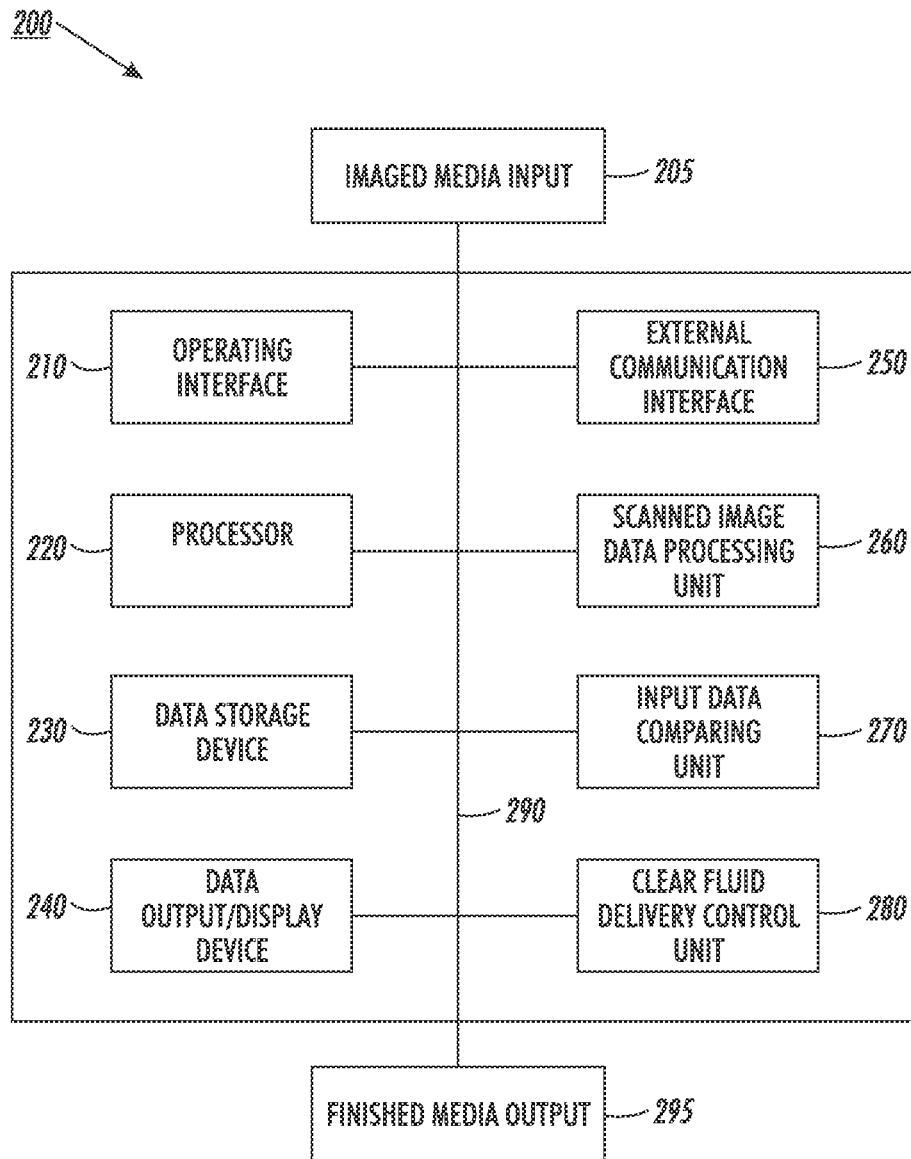 200
IMAGED MEDIA INPUT
205
210
OPERATING
INTERFACE
EXTERNAL
COMMUNICATION
INTERFACE
250
220
PROCESSOR
SCANNED IMAGE
DATA PROCESSING
UNIT
260
230
DATA STORAGE
DEVICE
INPUT DATA
COMPARING
UNIT
270
290
240
DATA
OUTPUT/DISPLAY
DEVICE
CLEAR FLUID
DELIVERY CONTROL
UNIT
280
FINISHED MEDIA OUTPUT
295